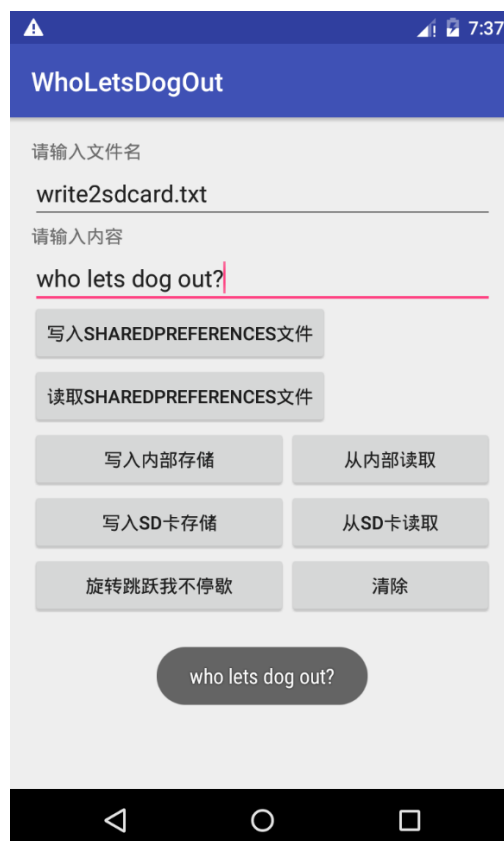 7:37
WhoLetsDogOut
请输入文件名
write2sdcard.txt
请输入内容
who lets dog out?
写入SHAREDPREFERENCES文件
读取SHAREDPREFERENCES文件
写入内部存储 从内部读取
写入SD卡存储 从SD卡读取
旋转跳跃我不停歇 清除
who lets dog out?